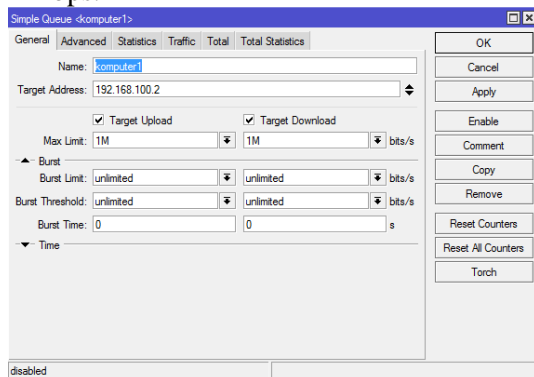 Simple Queue <komputer1>
General Advanced Statistics Traffic Total Total Statistics
OK
Name: komputer1
Cancel
Target Address: 192.168.100.2
Apply
Target Upload Target Download
Enable
Max Limit: 1M 1M bits/s
Comment
Burst
Copy
Burst Limit: unlimited unlimited bits/s
Remove
Burst Threshold: unlimited unlimited bits/s
Burst Time: 0 0 s
Reset Counters
Time
Reset All Counters
Torch
disabled